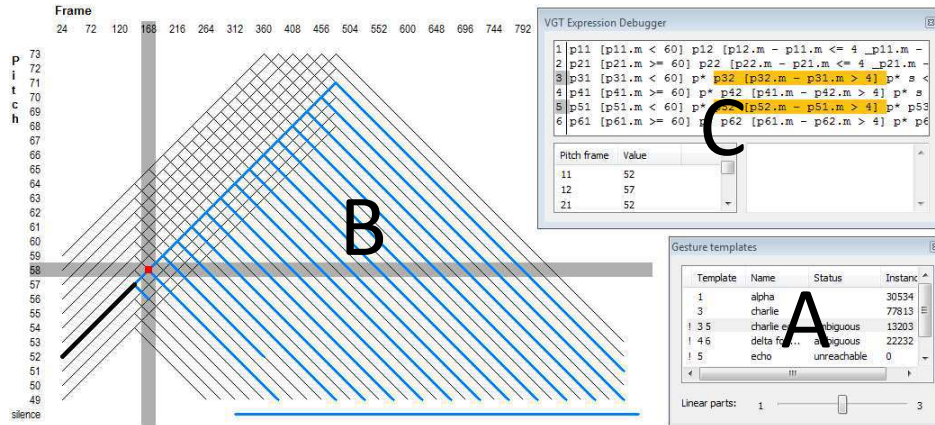 Frame
24 72 120 168 216 264 312 360 408 456 504 552 600 648 696 744 792
Pitch
73
72
71
70
69
68
67
66
65
64
63
62
61
60
59
58
57
56
55
54
53
52
51
50
49
silence
B
VGT Expression Debugger
1 p11 [p11.m < 60] p12 [p12.m - p11.m <= 4 _p11.m -
2 p21 [p21.m >= 60] p22 [p22.m - p21.m <= 4 _p21.m -
3 p31 [p31.m < 60] p* p32 [p32.m - p31.m > 4] p* s <
4 p41 [p41.m >= 60] p* p42 [p41.m - p42.m > 4] p* s
5 p51 [p51.m < 60] p* p52 [p52.m - p51.m > 4] p* p53
6 p61 [p61.m >= 60] p* p62 [p61.m - p62.m > 4] p* p6
C
Pitch frame Value
11 52
12 57
21 52
Gesture templates
Template Name Status Instanc
1 alpha 30534
3 charlie 77813
! 3 5 charlie e... ambiguous 13203
! 4 6 delta fo... ambiguous 22232
! 5 echo unreachable 0
A
Linear parts: 1 3